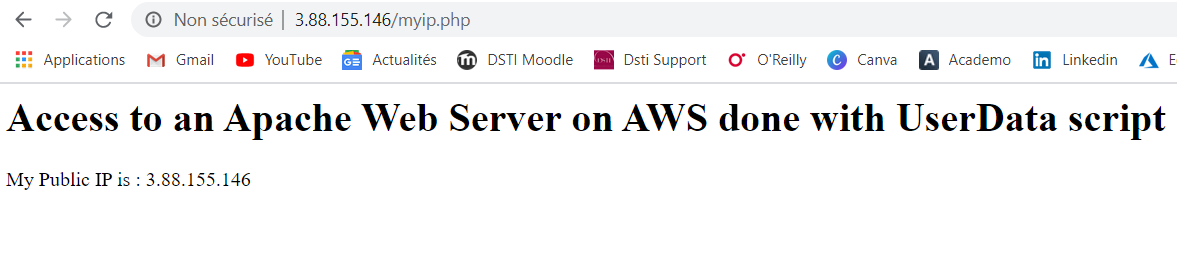 Non sécurisé | 3.88.155.146/myip.php
Applications Gmail YouTube Actualités DSTI Moodle Dsti Support O'Reilly Canva Academo Linkedin
Access to an Apache Web Server on AWS done with UserData script
My Public IP is : 3.88.155.146